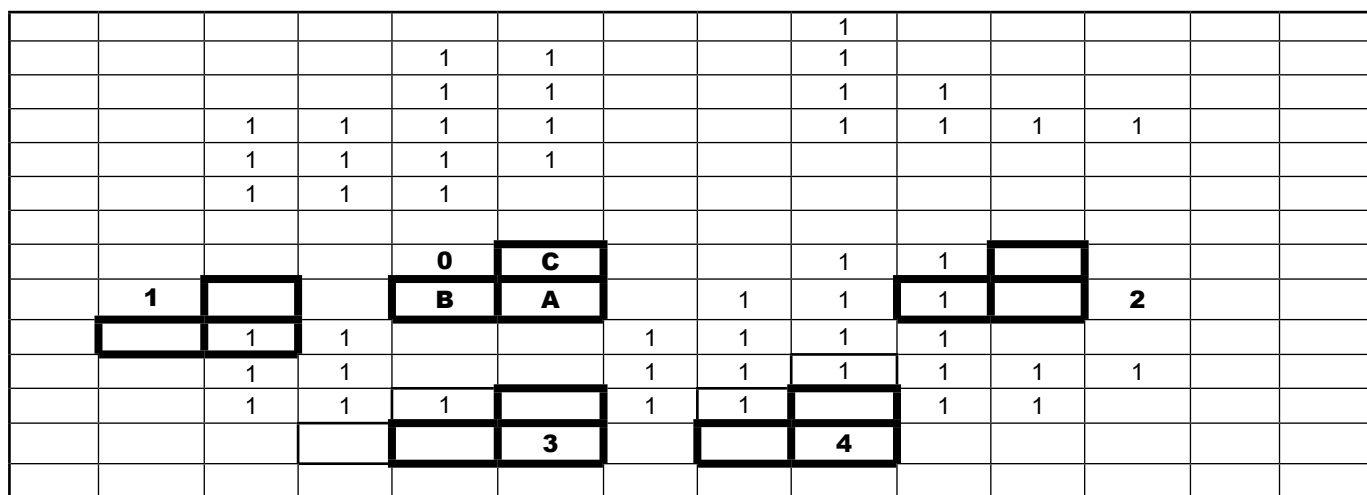 1
1 1 1
1 1 1 1
1 1 1 1 1 1 1 1
1 1 1 1
1 1 1
0 C 1 1
1 B A 1 1 1 2
1 1 1 1 1 1
1 1 1 1 1 1 1 1
1 1 1 1 1 1 1
3 4